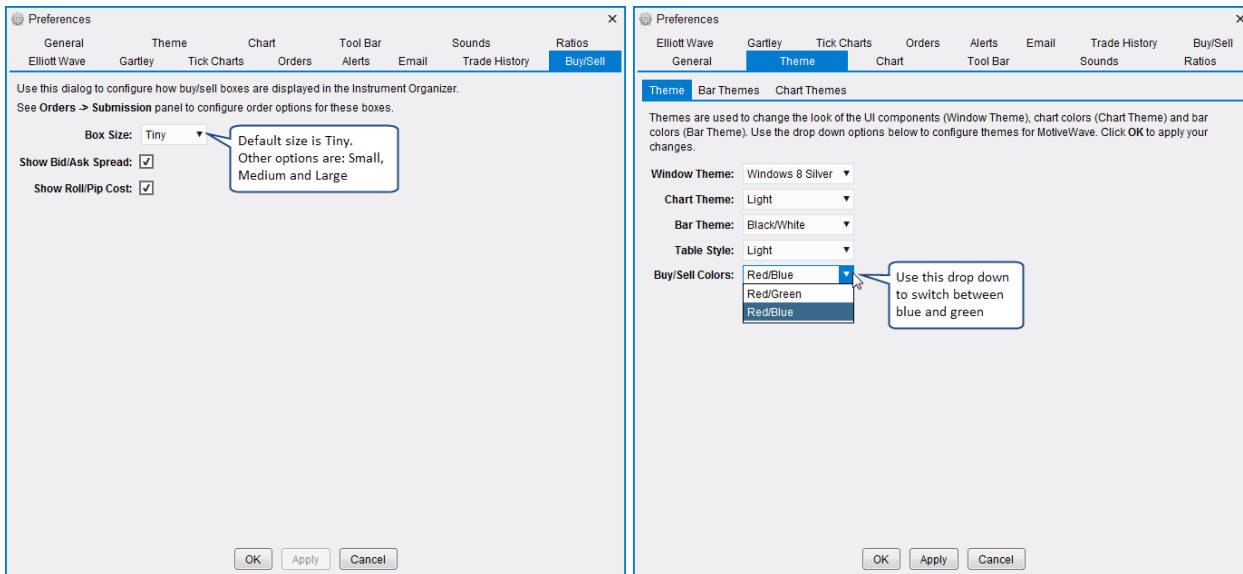 Preferences
General Theme Chart Tool Bar Sounds Ratios
Elliott Wave Gartley Tick Charts Orders Alerts Email Trade History Buy/Sell
Use this dialog to configure how buy/sell boxes are displayed in the Instrument Organizer.
See Orders -> Submission panel to configure order options for these boxes.
Box Size: Tiny
Show Bid/Ask Spread:
Show Roll/Pip Cost:
Default size is Tiny.
Other options are: Small,
Medium and Large
OK Apply Cancel
Preferences
Elliott Wave Gartley Tick Charts Orders Alerts Email Trade History Buy/Sell
General Theme Chart Tool Bar Sounds Ratios
Theme Bar Themes Chart Themes
Themes are used to change the look of the UI components (Window Theme), chart colors (Chart Theme) and bar
colors (Bar Theme). Use the drop down options below to configure themes for MotiveWave. Click OK to apply your
changes.
Window Theme: Windows 8 Silver
Chart Theme: Light
Bar Theme: Black/White
Table Style: Light
Buy/Sell Colors: Red/Blue
Red/Green
Red/Blue
Use this drop down
to switch between
blue and green
OK Apply Cancel